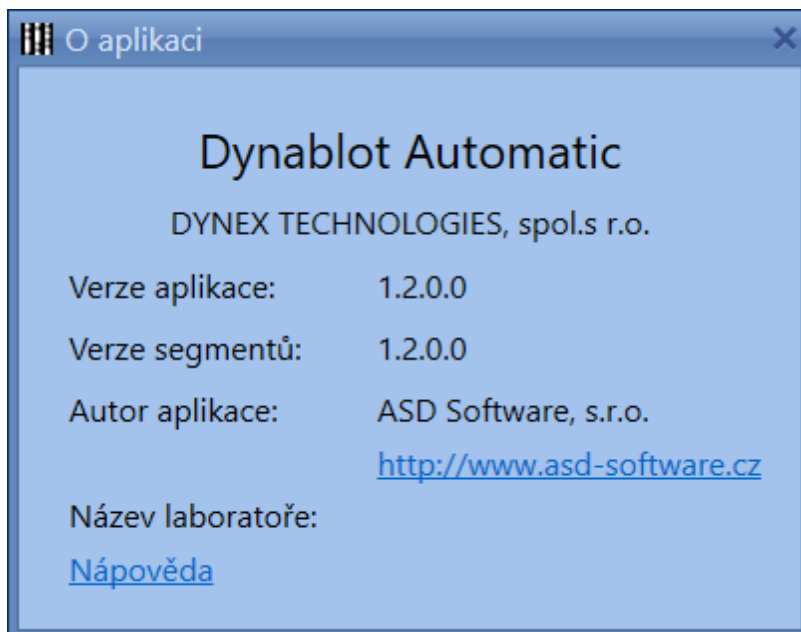 O aplikaci
Dynablot Automatic
DYNEX TECHNOLOGIES, spol.s r.o.
Verze aplikace: 1.2.0.0
Verze segmentů: 1.2.0.0
Autor aplikace: ASD Software, s.r.o.
http://www.asd-software.cz
Název laboratoře:
Nápověda